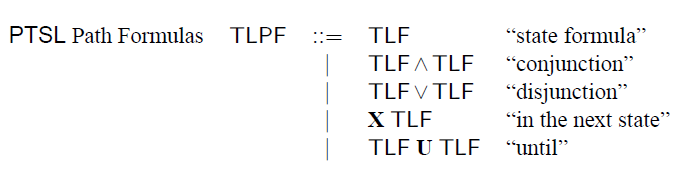 PTSL Path Formulas TLPF ::= TLF “state formula”
| TLF ∧ TLF “conjunction”
| TLF ∨ TLF “disjunction”
| X TLF “in the next state”
| TLF U TLF “until”